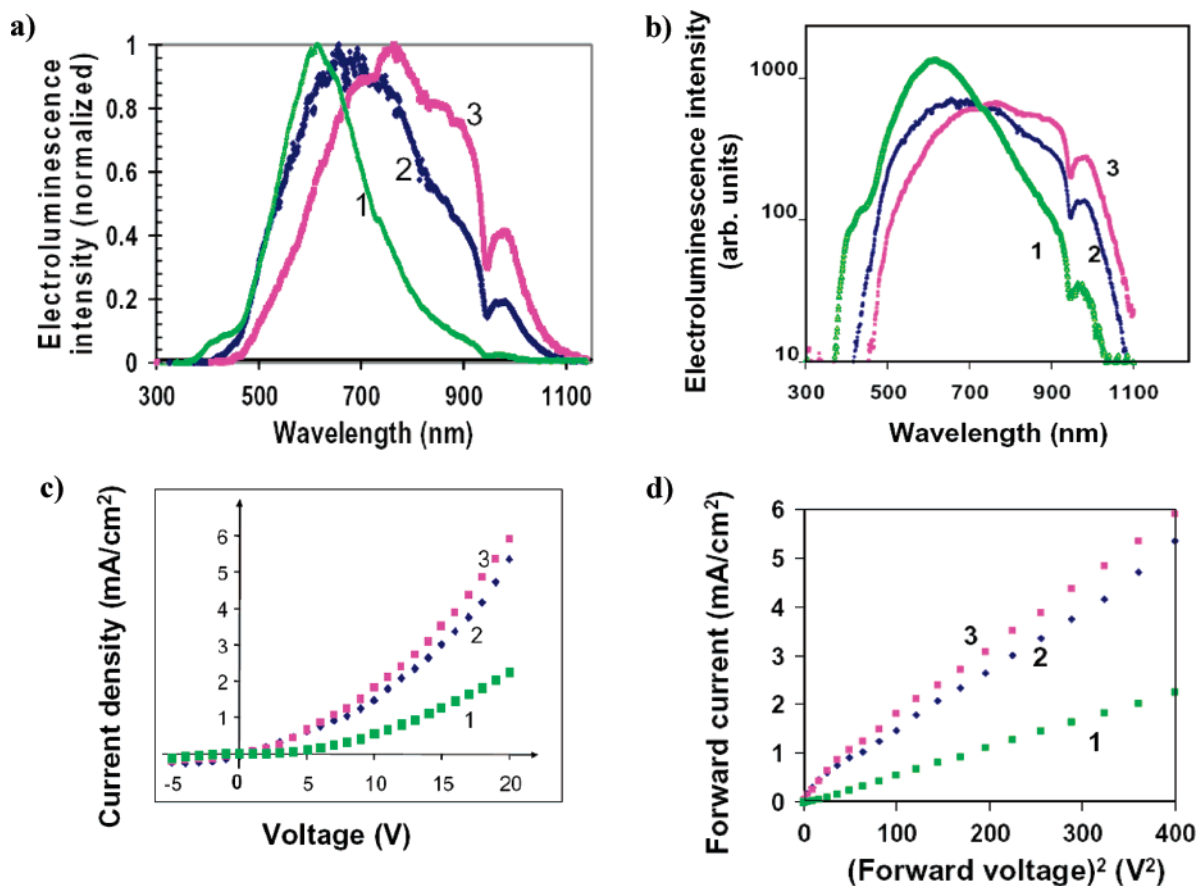 a)
Electroluminescence
intensity (normalized)
1
0.8
0.6
0.4
0.2
0
300 500 700 900 1100
Wavelength (nm)
1
2
3
b)
Electroluminescence intensity
(arb. units)
1000
100
10
300 500 700 900 1100
Wavelength (nm)
1
2
3
c)
Current density (mA/cm²)
6
5
4
3
2
1
-5 0 5 10 15 20
Voltage (V)
3
2
1
d)
Forward current (mA/cm²)
6
5
4
3
2
1
0
0 100 200 300 400
(Forward voltage)² (V²)
3
2
1